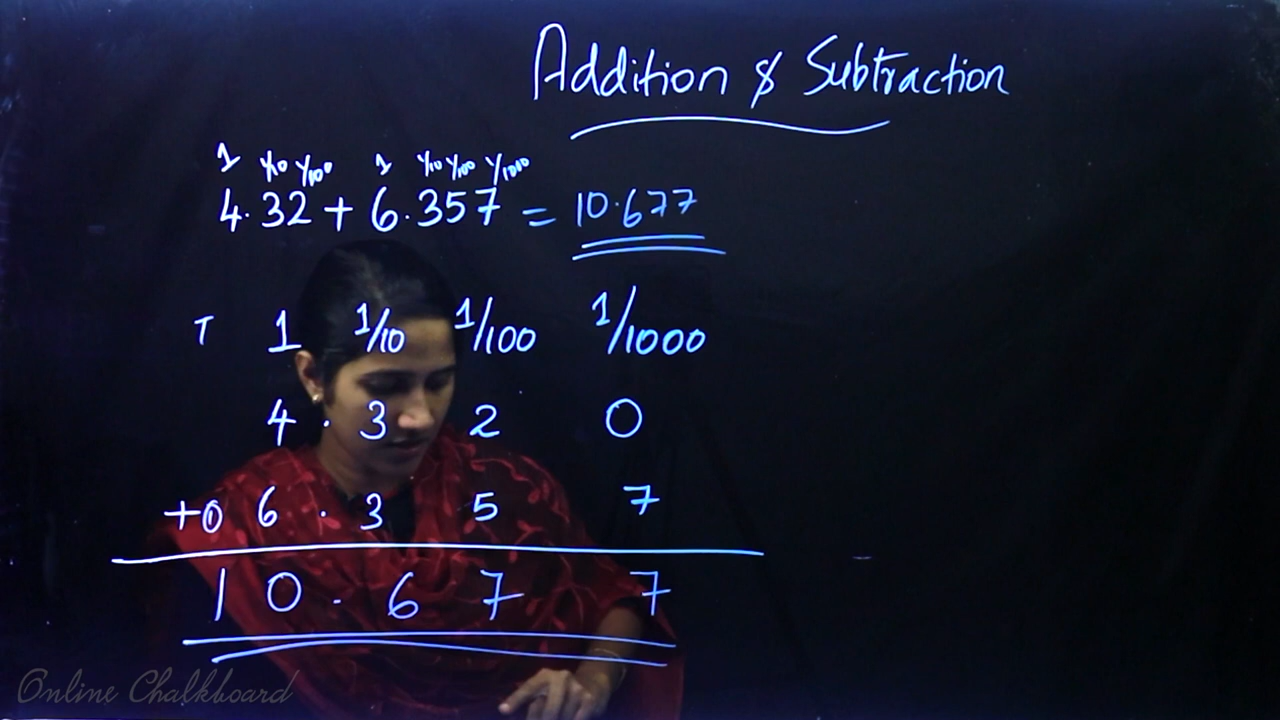 Addition & Subtraction
1 1/10 1/100 1 1/10 1/100 1/1000
4.32 + 6.357 = 10.677
T 1 1/10 1/100 1/1000
4 . 3 2 0
+0 6 . 3 5 7
1 0 . 6 7 7
Online Chalkboard